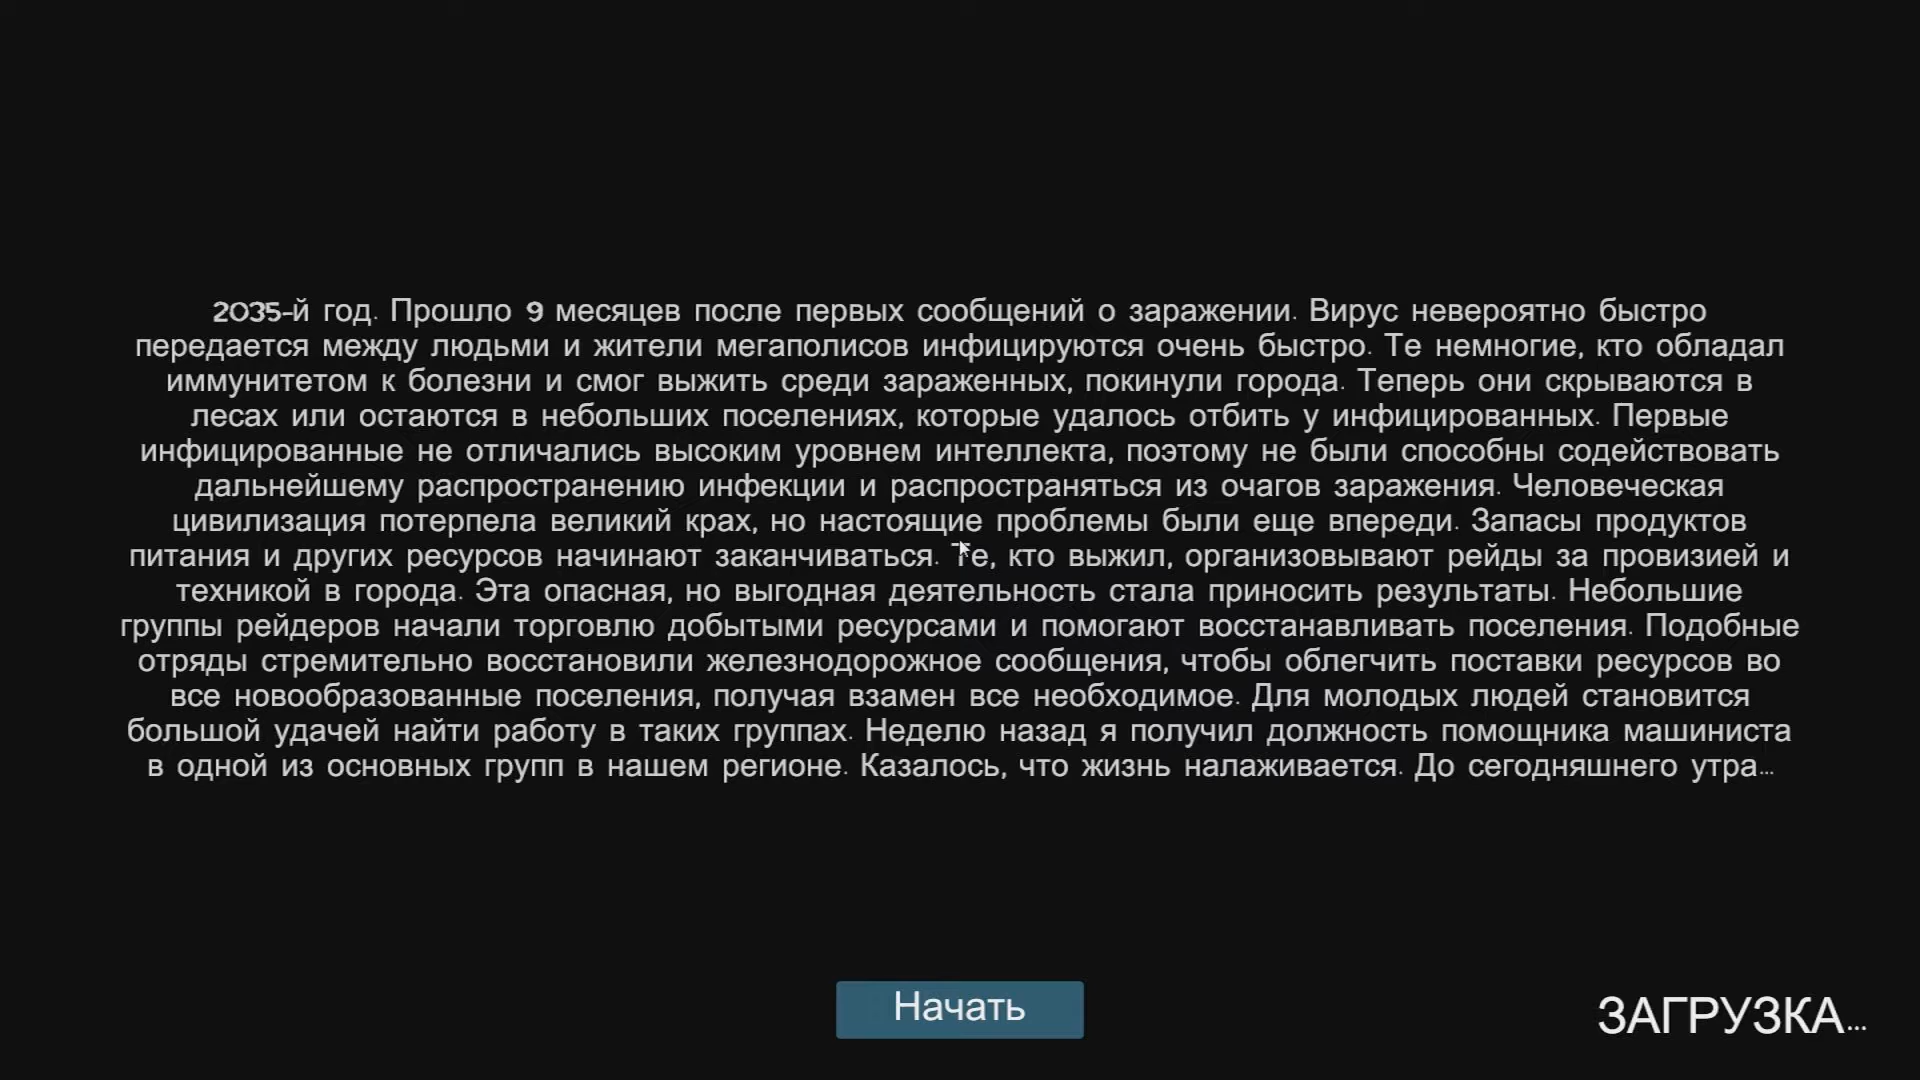 2035-й год. Прошло 9 месяцев после первых сообщений о заражении. Вирус невероятно быстро
передается между людьми и жители мегаполисов инфицируются очень быстро. Те немногие, кто обладал
иммунитетом к болезни и смог выжить среди зараженных, покинули города. Теперь они скрываются в
лесах или остаются в небольших поселениях, которые удалось отбить у инфицированных. Первые
инфицированные не отличались высоким уровнем интеллекта, поэтому не были способны содействовать
дальнейшему распространению инфекции и распространяться из очагов заражения. Человеческая
цивилизация потерпела великий крах, но настоящие проблемы были еще впереди. Запасы продуктов
питания и других ресурсов начинают заканчиваться. Те, кто выжил, организовывают рейды за провизией и
техникой в города. Эта опасная, но выгодная деятельность стала приносить результаты. Небольшие
группы рейдеров начали торговлю добытыми ресурсами и помогают восстанавливать поселения. Подобные
отряды стремительно восстановили железнодорожное сообщения, чтобы облегчить поставки ресурсов во
все новообразованные поселения, получая взамен все необходимое. Для молодых людей становится
большой удачей найти работу в таких группах. Неделю назад я получил должность помощника машиниста
в одной из основных групп в нашем регионе. Казалось, что жизнь налаживается. До сегодняшнего утра...
Начать
ЗАГРУЗКА...